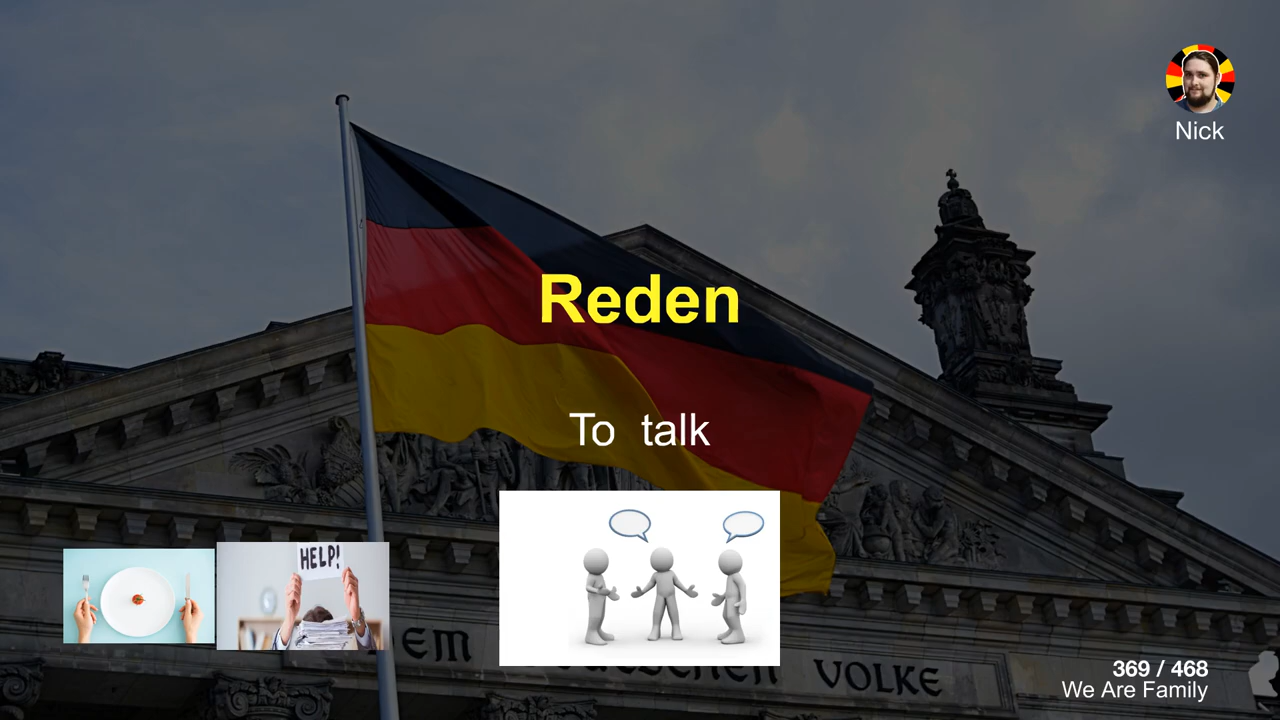 Nick
Reden
To talk
HELP!
EM
VOLKE
369 / 468
We Are Family